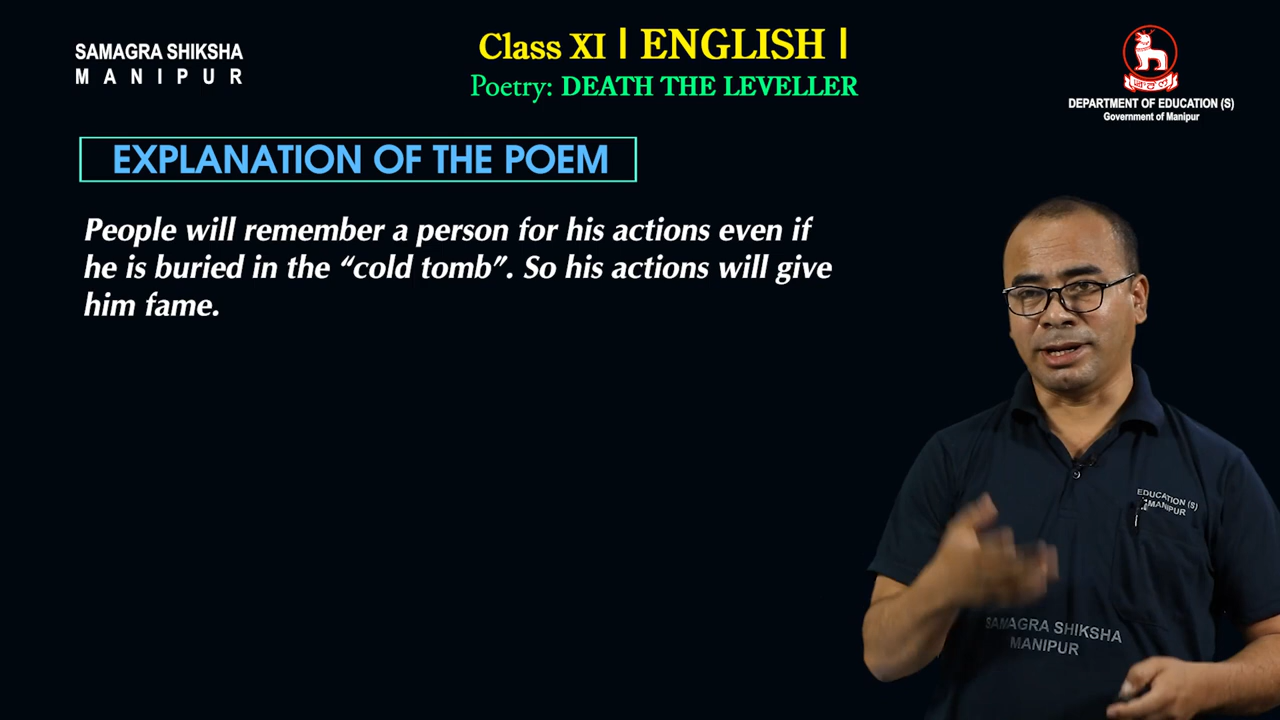 SAMAGRA SHIKSHA
MANIPUR
Class XI | ENGLISH |
Poetry: DEATH THE LEVELLER
DEPARTMENT OF EDUCATION (S)
Government of Manipur
EXPLANATION OF THE POEM
People will remember a person for his actions even if
he is buried in the “cold tomb”. So his actions will give
him fame.
EDUCATION (S)
MANIPUR
SAMAGRA SHIKSHA
MANIPUR